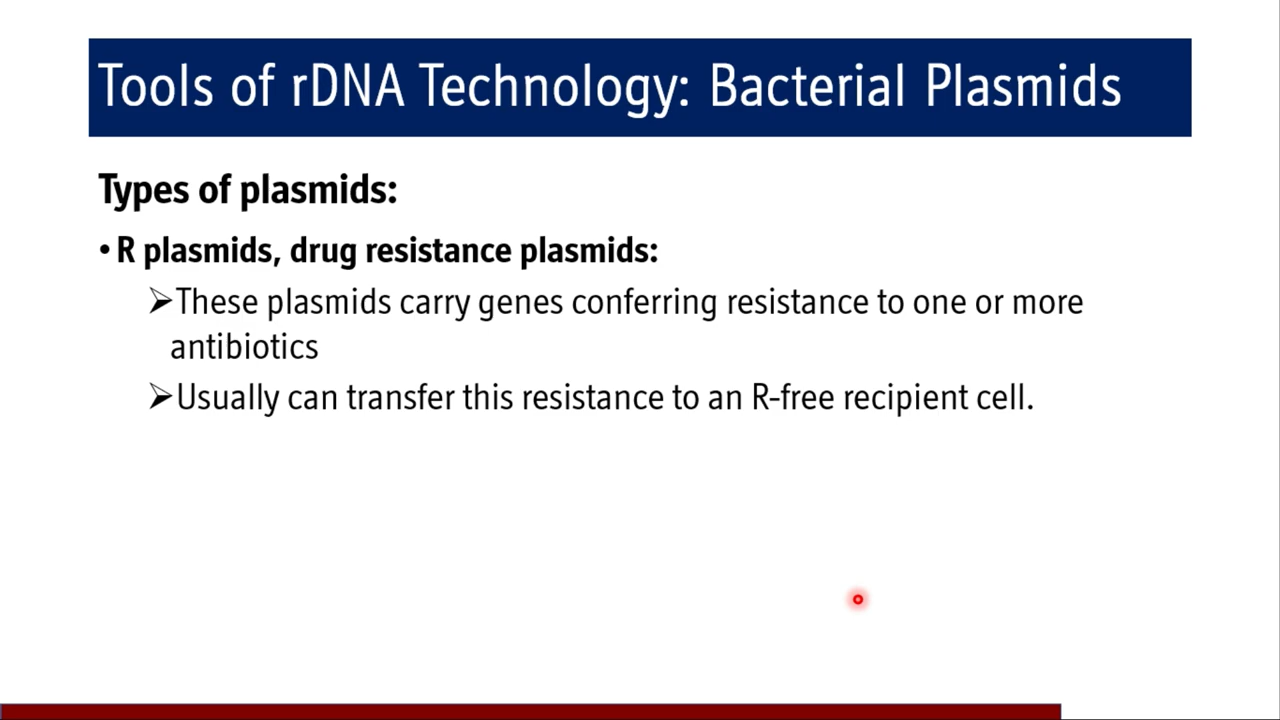 Tools of rDNA Technology: Bacterial Plasmids
Types of plasmids:
• R plasmids, drug resistance plasmids:
➢These plasmids carry genes conferring resistance to one or more
antibiotics
➢Usually can transfer this resistance to an R-free recipient cell.